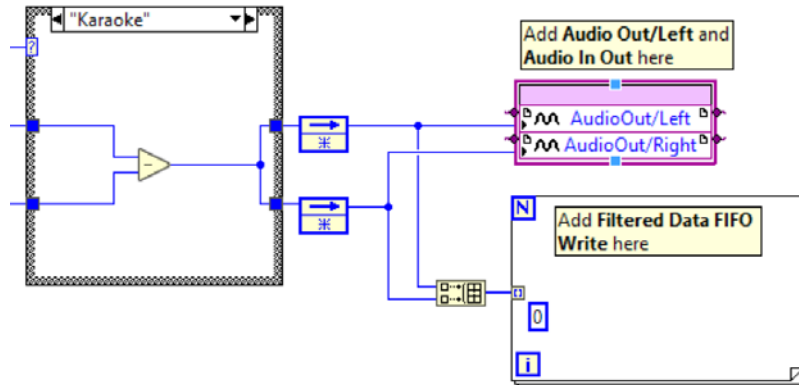 "Karaoke"
?
-
Add Audio Out/Left and
Audio In Out here
AudioOut/Left
AudioOut/Right
N
Add Filtered Data FIFO
Write here
0
i